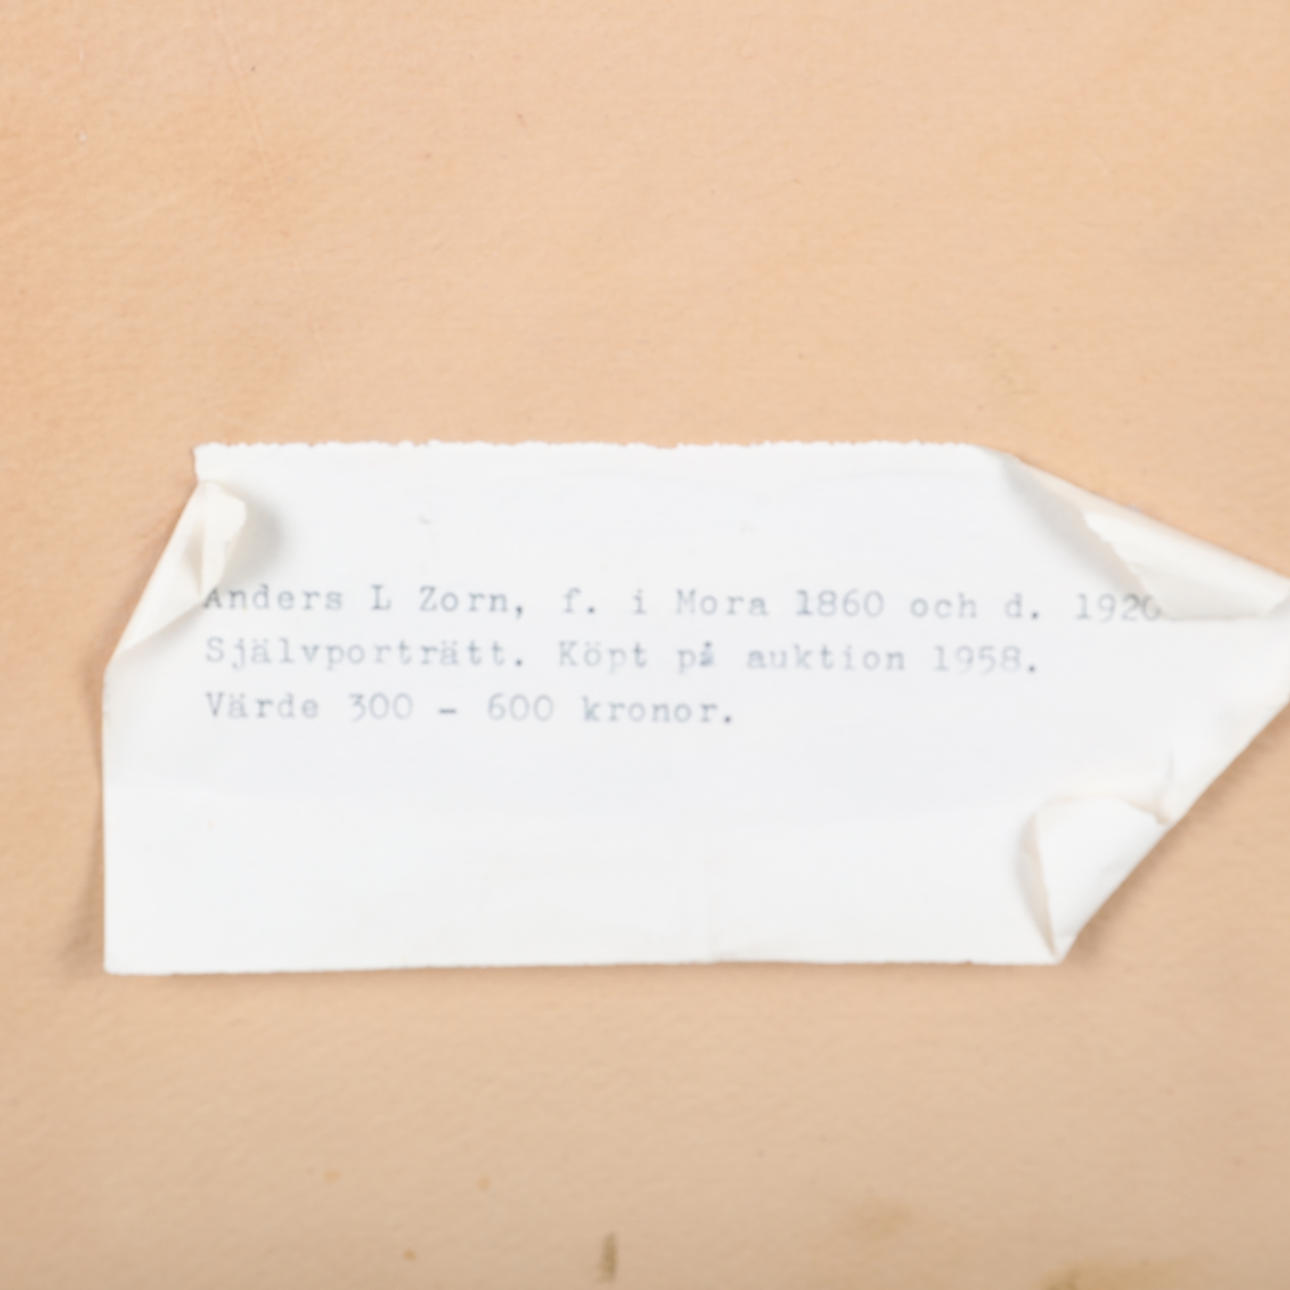 Anders L Zorn, f. i Mora 1860 och d. 1920
Självporträtt. Köpt på auktion 1958.
Värde 300 - 600 kronor.